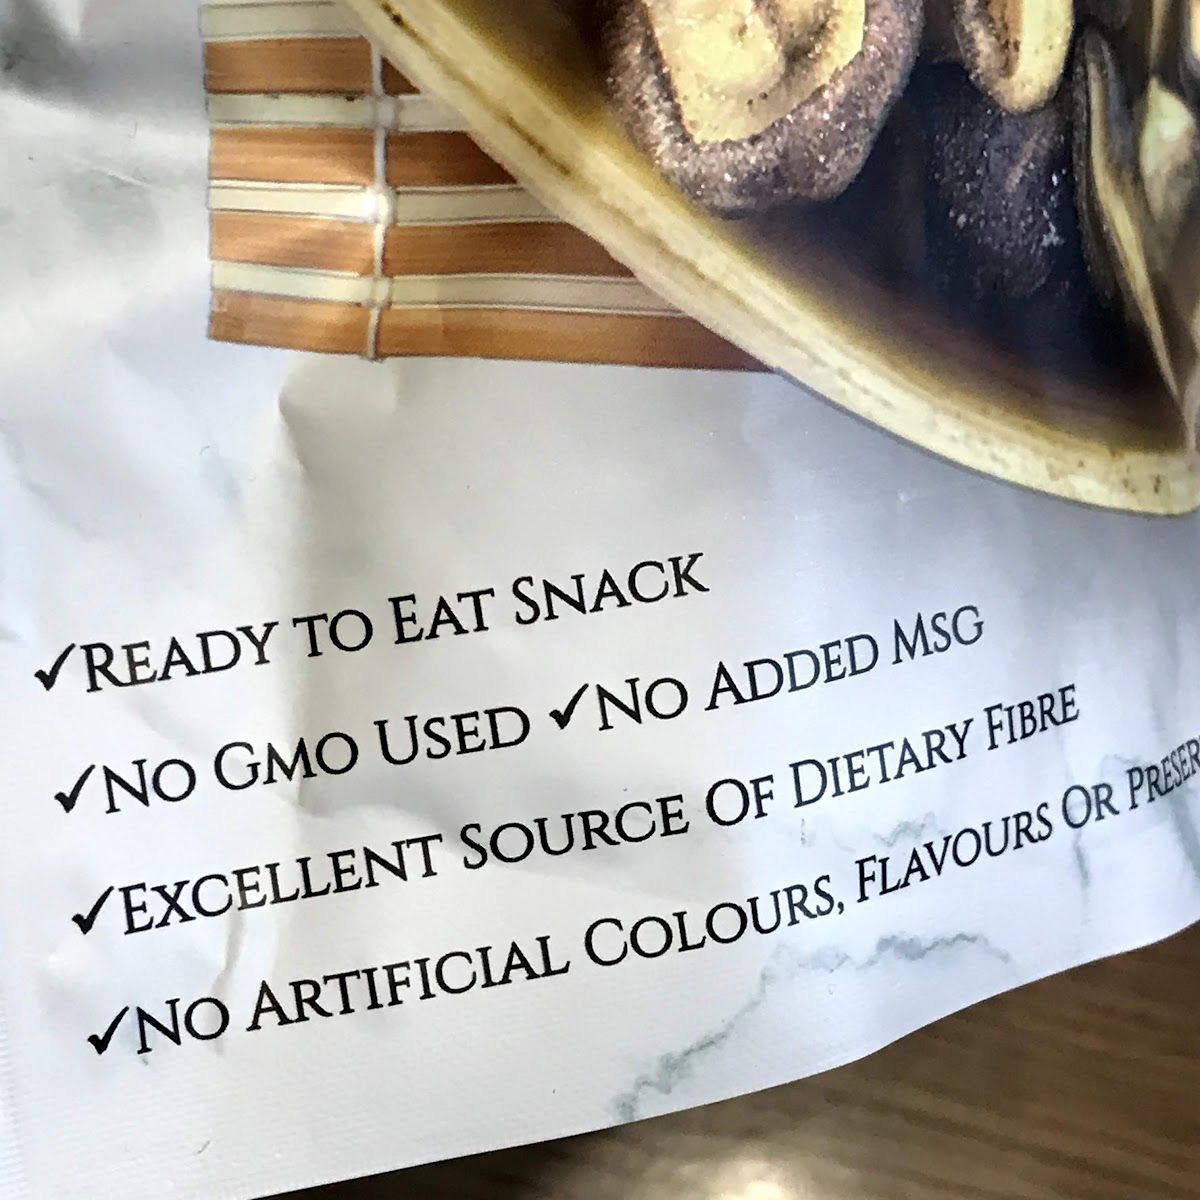 ✓READY TO EAT SNACK
✓NO GMO USED ✓NO ADDED MSG
✓EXCELLENT SOURCE OF DIETARY FIBRE
✓NO ARTIFICIAL COLOURS, FLAVOURS OR